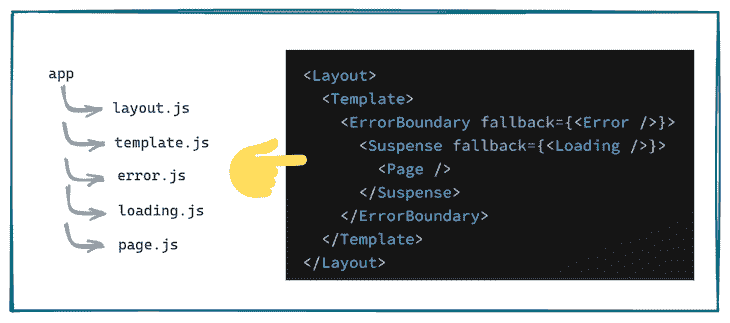 app
layout.js
template.js
error.js
loading.js
page.js
<Layout>
  <Template>
    <ErrorBoundary fallback={<Error />}>
      <Suspense fallback={<Loading />}>
        <Page />
      </Suspense>
    </ErrorBoundary>
  </Template>
</Layout>